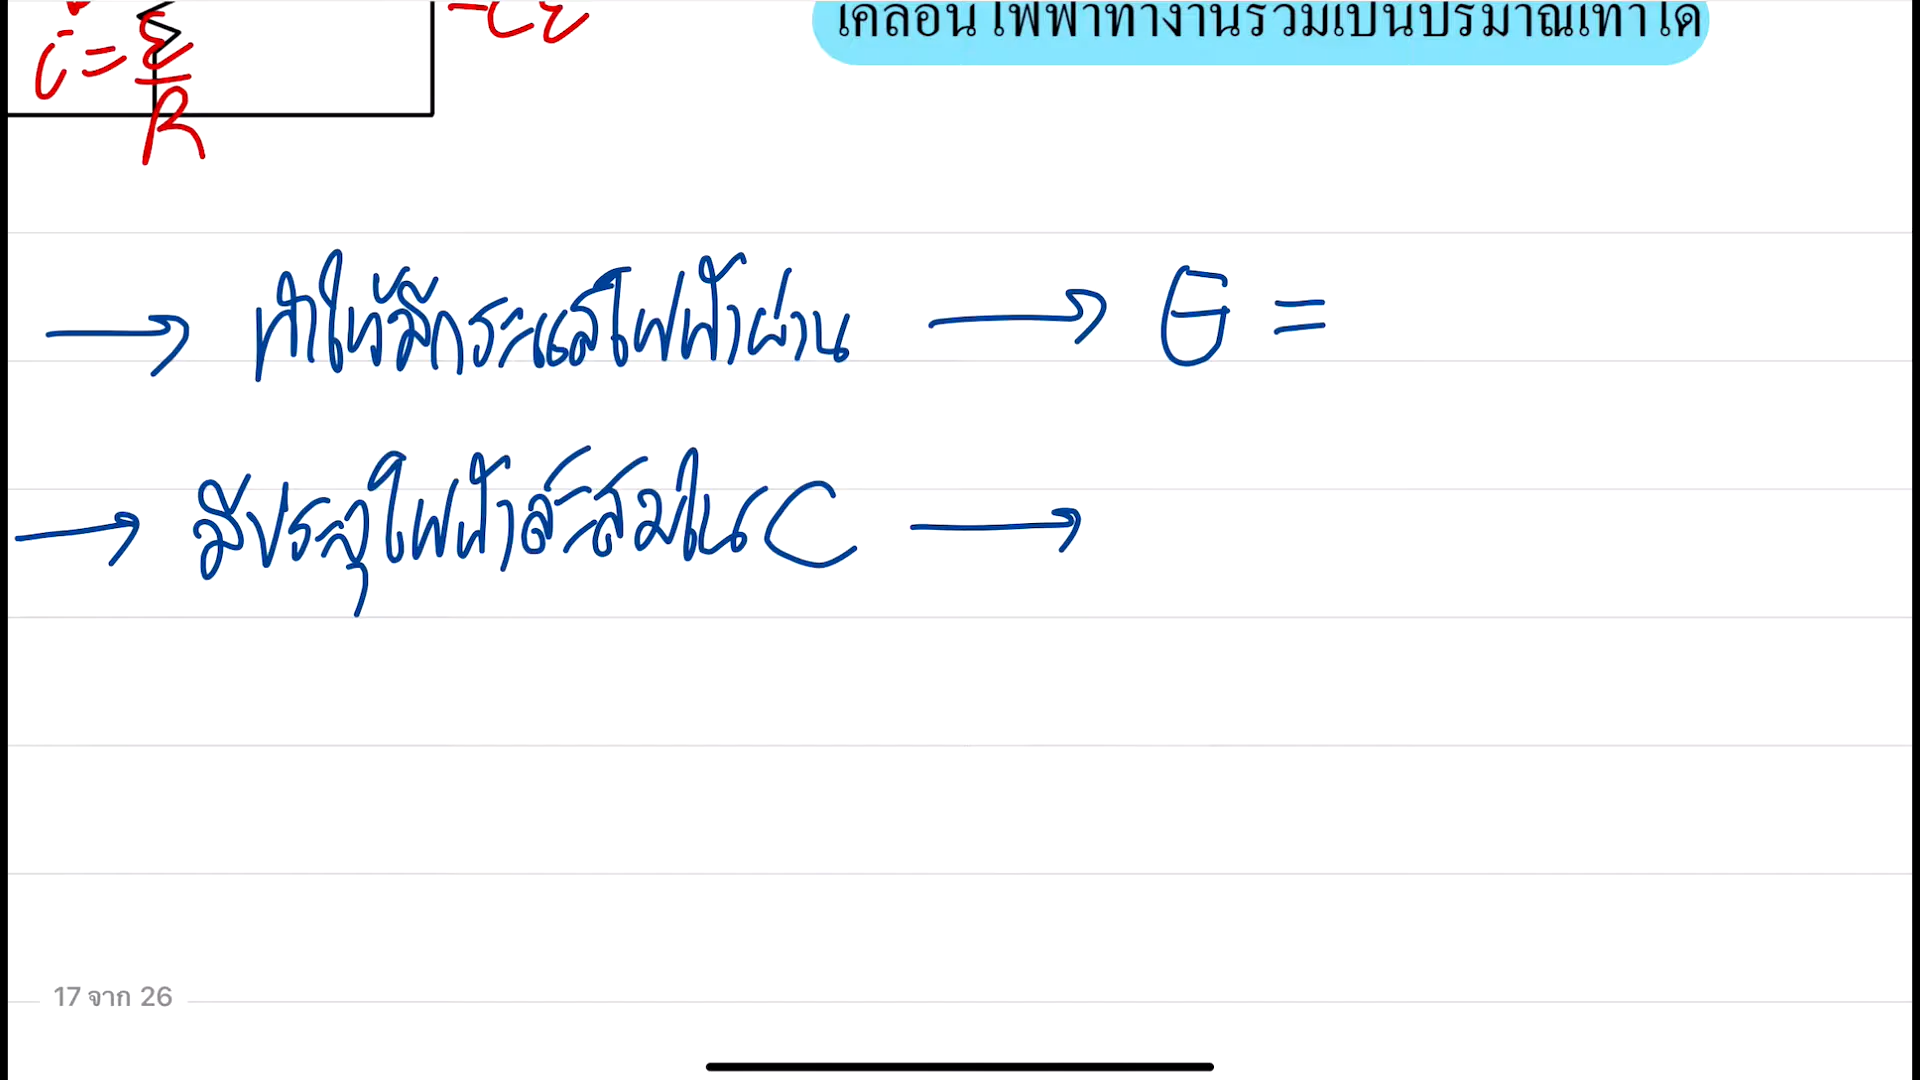 i = ε/R
เคลื่อนไฟฟ้าทำงานรวมเป็นปริมาณเท่าใด
→ ทำให้มีกระแสไฟฟ้าผ่าน → E =
→ มีประจุไฟฟ้าสะสมใน C →
17 จาก 26